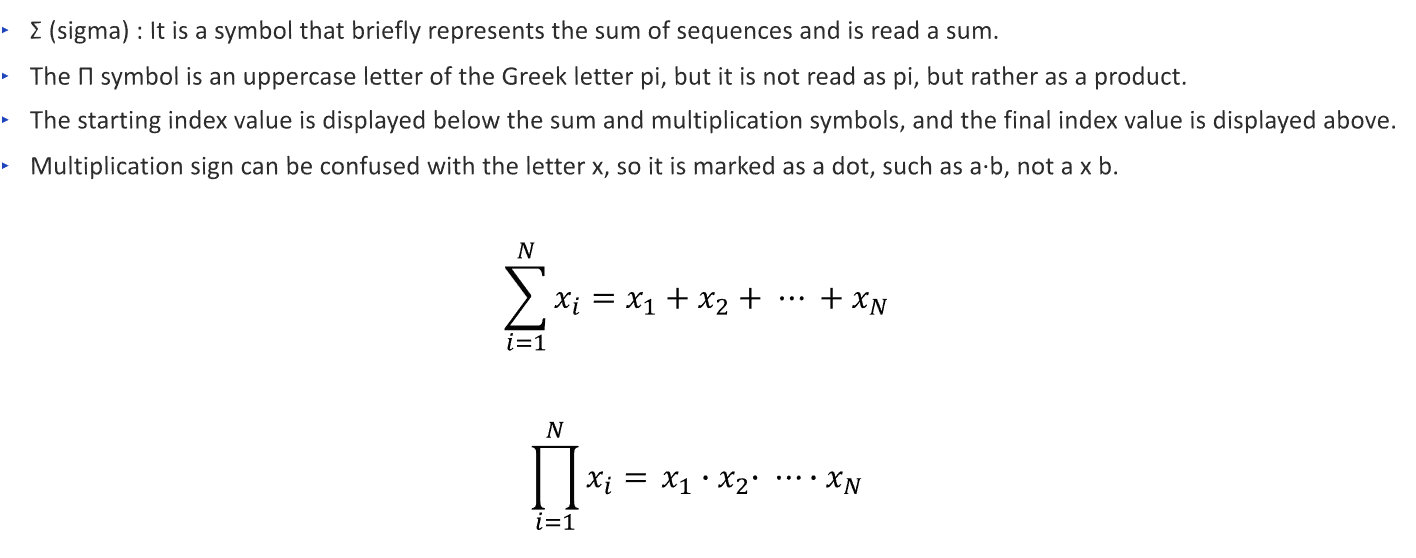 ‣ Σ (sigma) : It is a symbol that briefly represents the sum of sequences and is read a sum.
‣ The Π symbol is an uppercase letter of the Greek letter pi, but it is not read as pi, but rather as a product.
‣ The starting index value is displayed below the sum and multiplication symbols, and the final index value is displayed above.
‣ Multiplication sign can be confused with the letter x, so it is marked as a dot, such as a·b, not a x b.
N
∑ xᵢ = x₁ + x₂ + ⋯ + x_N
i=1
N
∏ xᵢ = x₁ · x₂· ⋯· x_N
i=1